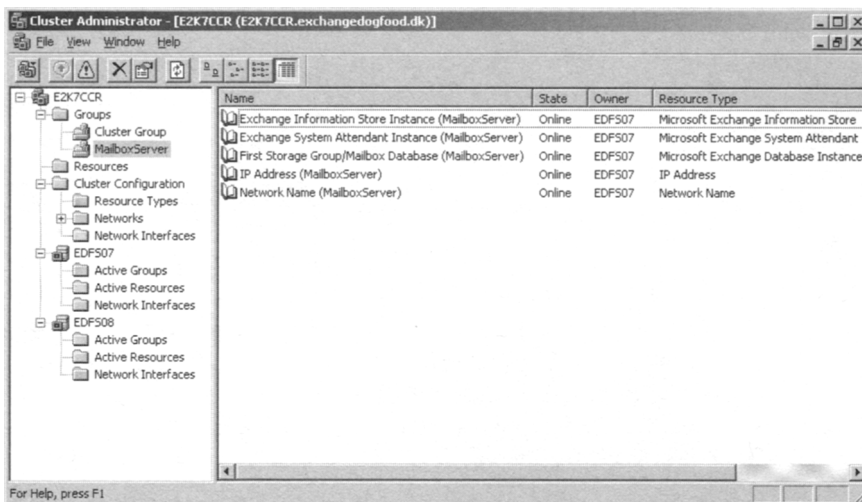 Cluster Administrator - [E2K7CCR (E2K7CCR.exchangedogfood.dk)]
File View Window Help
E2K7CCR
Groups
Cluster Group
MailboxServer
Resources
Cluster Configuration
Resource Types
Networks
Network Interfaces
EDFS07
Active Groups
Active Resources
Network Interfaces
EDFS08
Active Groups
Active Resources
Network Interfaces
Name State Owner Resource Type
Exchange Information Store Instance (MailboxServer) Online EDFS07 Microsoft Exchange Information Store
Exchange System Attendant Instance (MailboxServer) Online EDFS07 Microsoft Exchange System Attendant
First Storage Group/Mailbox Database (MailboxServer) Online EDFS07 Microsoft Exchange Database Instance
IP Address (MailboxServer) Online EDFS07 IP Address
Network Name (MailboxServer) Online EDFS07 Network Name
For Help, press F1